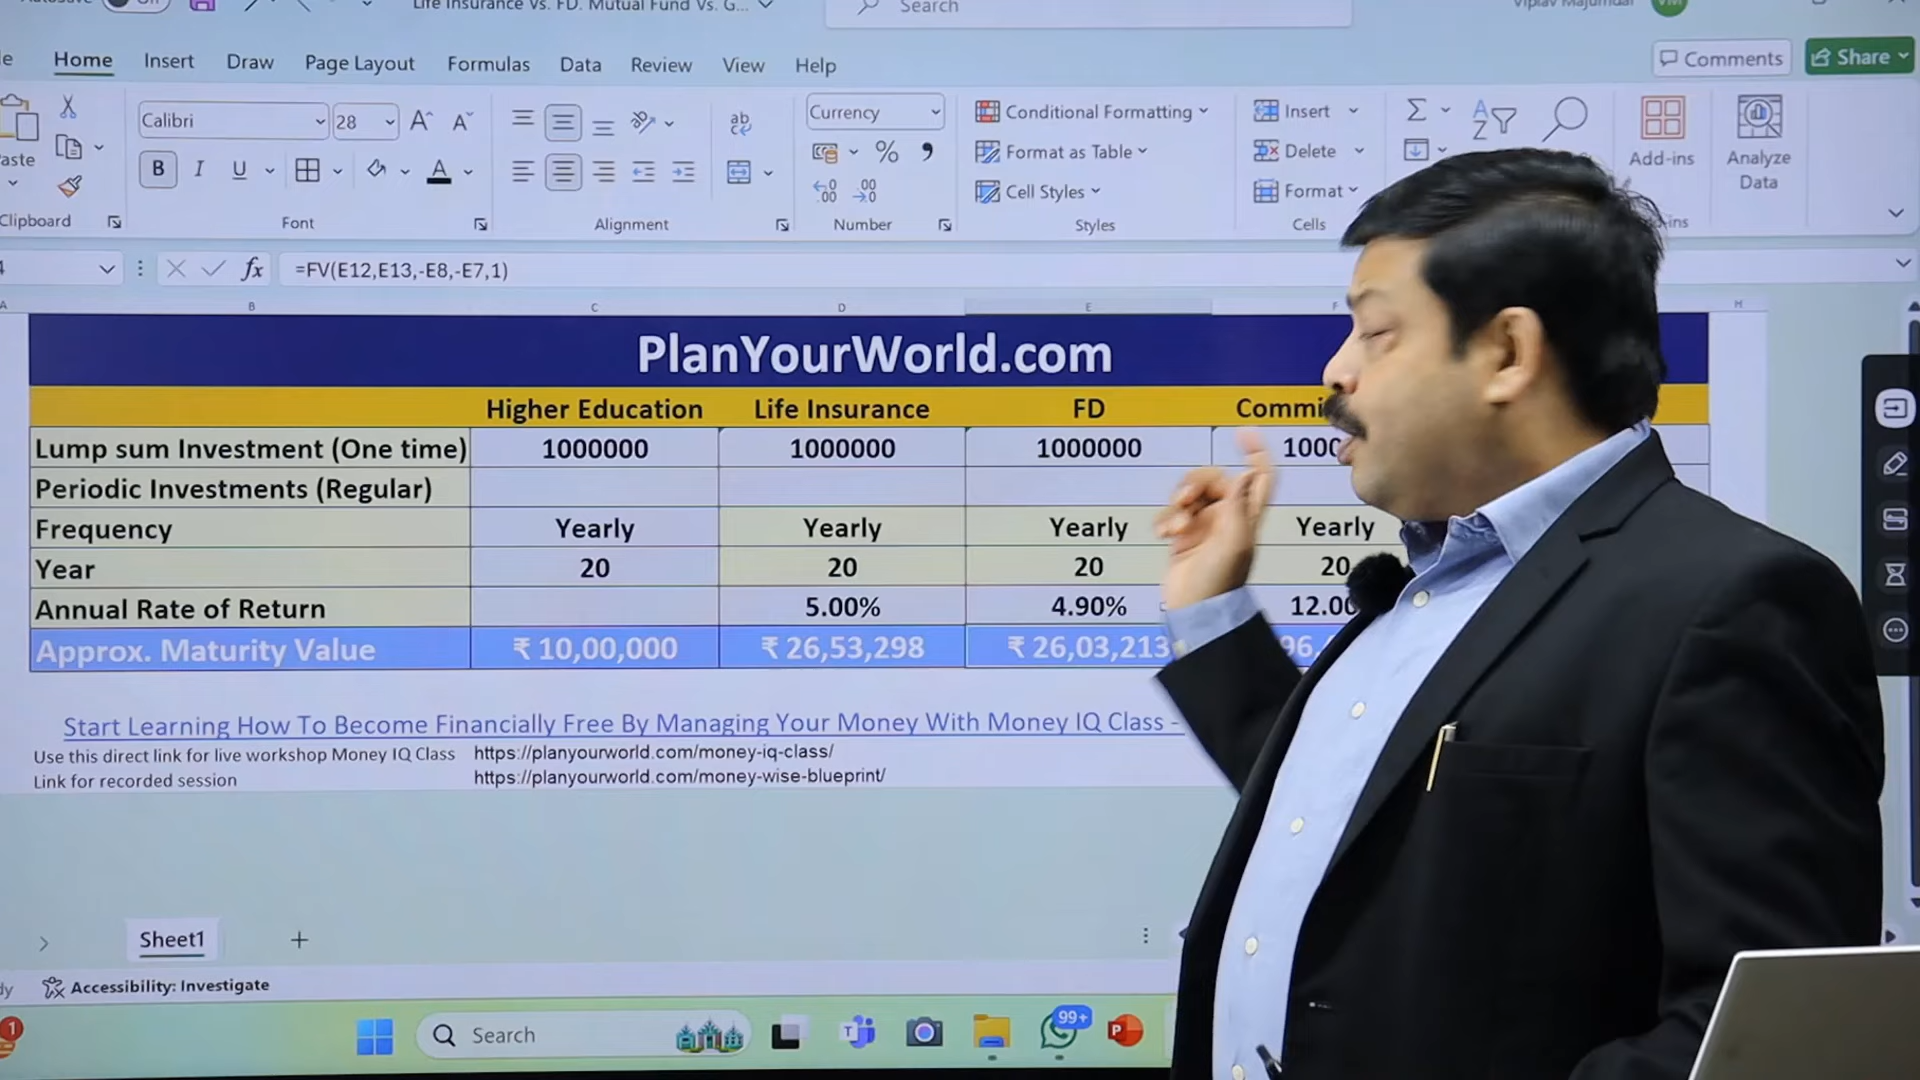 Life Insurance Vs. FD. Mutual Fund Vs. G...
Search
Viplav Majumdar
Home Insert Draw Page Layout Formulas Data Review View Help
Comments
Share
Calibri
28
Currency
Conditional Formatting
Insert
Format as Table
Delete
Cell Styles
Format
Add-ins
Analyze
Data
B I U
Clipboard
Font
Alignment
Number
Styles
Cells
=FV(E12,E13,-E8,-E7,1)
A B C D E F H
PlanYourWorld.com
Higher Education Life Insurance FD
Lump sum Investment (One time) 1000000 1000000 1000000
Periodic Investments (Regular)
Frequency Yearly Yearly Yearly Yearly
Year 20 20 20 20
Annual Rate of Return 5.00% 4.90%
Approx. Maturity Value ₹ 10,00,000 ₹ 26,53,298 ₹ 26,03,213
Start Learning How To Become Financially Free By Managing Your Money With Money IQ Class -
Use this direct link for live workshop Money IQ Class https://planyourworld.com/money-iq-class/
Link for recorded session https://planyourworld.com/money-wise-blueprint/
Sheet1
Accessibility: Investigate
1
Search
99+